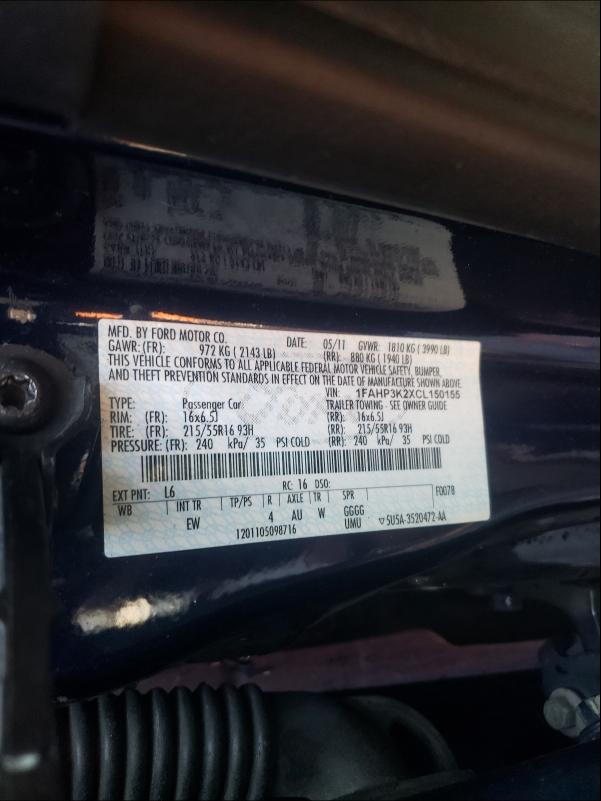 MFD. BY FORD MOTOR CO. DATE: 05/11 GVWR: 1810 KG ( 3990 LB)
GAWR: (FR): 972 KG ( 2143 LB) (RR): 880 KG ( 1940 LB)
THIS VEHICLE CONFORMS TO ALL APPLICABLE FEDERAL MOTOR VEHICLE SAFETY, BUMPER,
AND THEFT PREVENTION STANDARDS IN EFFECT ON THE DATE OF MANUFACTURE SHOWN ABOVE.
VIN: 1FAHP3K2XCL150155
TYPE: Passenger Car TRAILER TOWING - SEE OWNER GUIDE
RIM: (FR): 16x6.5J (RR): 16x6.5J
TIRE: (FR): 215/55R16 93H (RR): 215/55R16 93H
PRESSURE: (FR): 240 kPa/ 35 PSI COLD (RR): 240 kPa/ 35 PSI COLD
EXT PNT: L6 RC: 16 DSO: F0078
WB INT TR TP/PS R AXLE TR SPR
EW 4 AU W GGGG
1201105098716 UMU ▽5U5A-3520472-AA